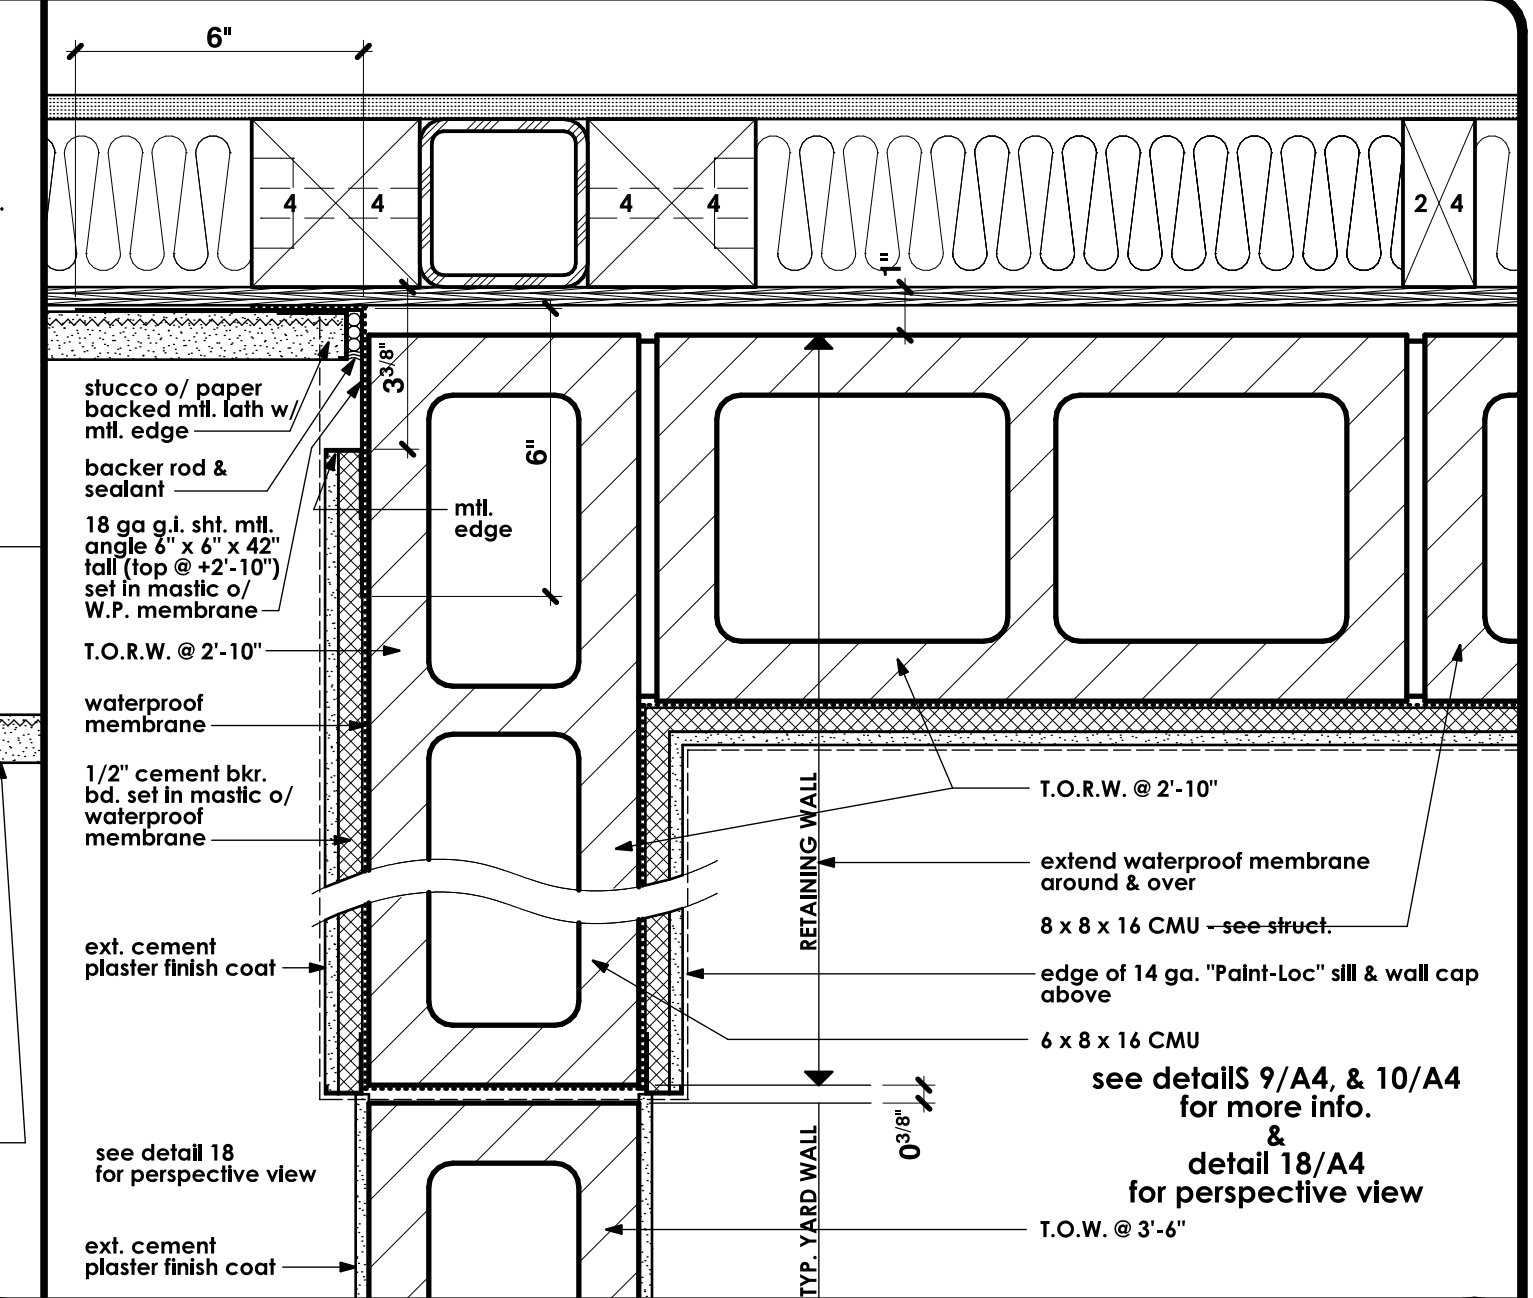 6"
4
4
4
4
2
4
1"
3 3/8"
6"
stucco o/ paper
backed mtl. lath w/
mtl. edge
backer rod &
sealant
18 ga g.i. sht. mtl.
angle 6" x 6" x 42"
tall (top @ +2'-10")
set in mastic o/
W.P. membrane
mtl.
edge
T.O.R.W. @ 2'-10"
waterproof
membrane
1/2" cement bkr.
bd. set in mastic o/
waterproof
membrane
ext. cement
plaster finish coat
see detail 18
for perspective view
ext. cement
plaster finish coat
RETAINING WALL
TYP. YARD WALL
T.O.R.W. @ 2'-10"
extend waterproof membrane
around & over
8 x 8 x 16 CMU - see struct.
edge of 14 ga. "Paint-Loc" sill & wall cap
above
6 x 8 x 16 CMU
see detailS 9/A4, & 10/A4
for more info.
&
detail 18/A4
for perspective view
0 3/8"
T.O.W. @ 3'-6"